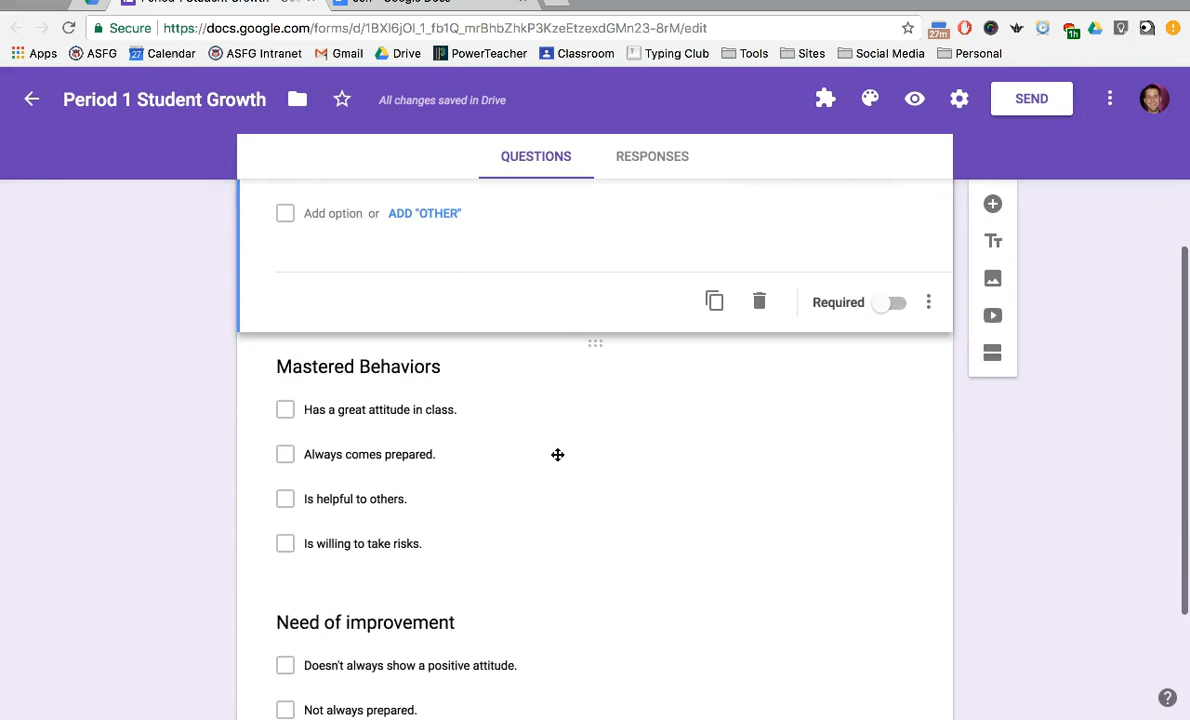 Secure https://docs.google.com/forms/d/1BXl6jOl_1_fb1Q_mrBhbZhkP3KzeEtzexdGMn23-8rM/edit
27m
1h
Apps ASFG Calendar ASFG Intranet Gmail Drive PowerTeacher Classroom Typing Club Tools Sites Social Media Personal
Period 1 Student Growth All changes saved in Drive SEND
QUESTIONS RESPONSES
Add option or ADD "OTHER"
Required
Mastered Behaviors
Has a great attitude in class.
Always comes prepared.
Is helpful to others.
Is willing to take risks.
Need of improvement
Doesn't always show a positive attitude.
Not always prepared.